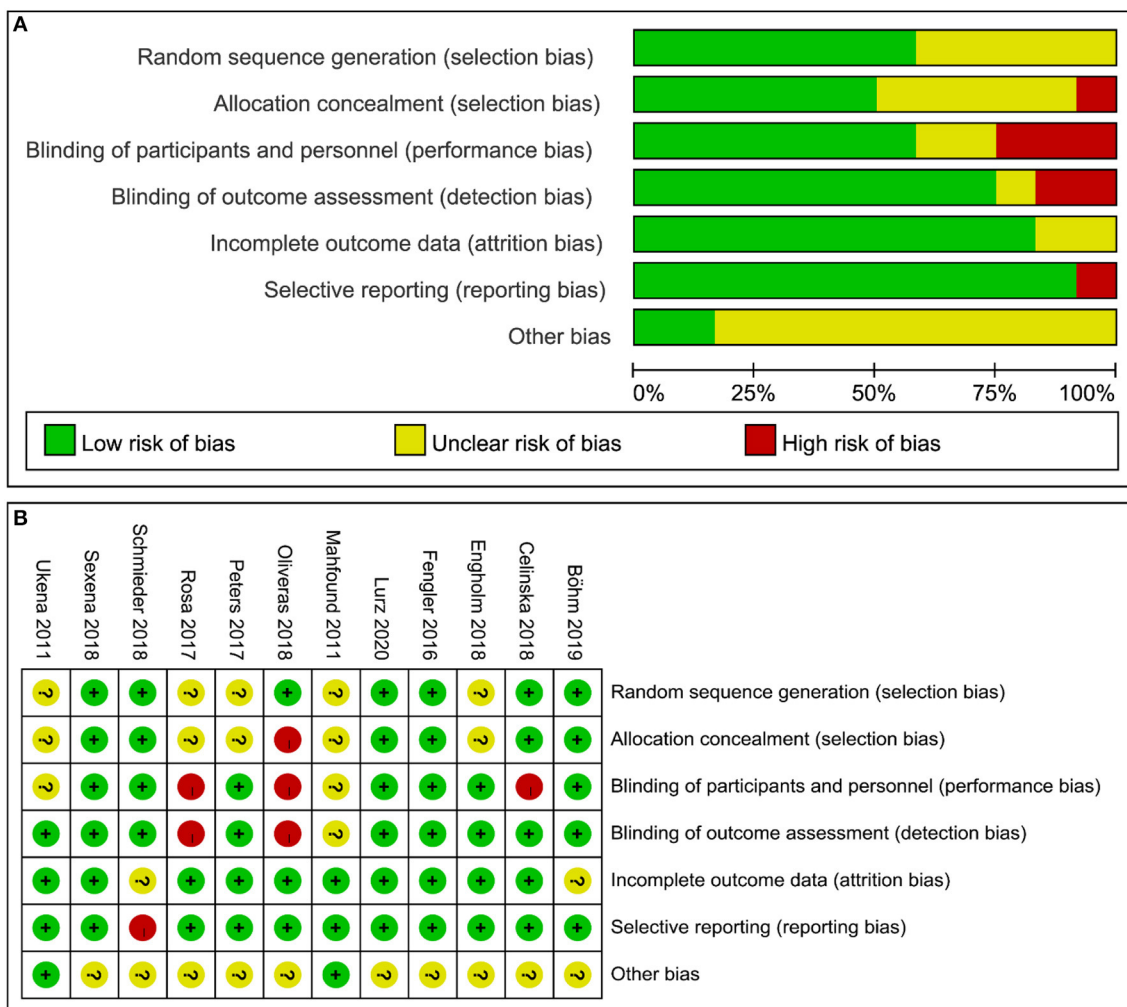 A
Random sequence generation (selection bias)
Allocation concealment (selection bias)
Blinding of participants and personnel (performance bias)
Blinding of outcome assessment (detection bias)
Incomplete outcome data (attrition bias)
Selective reporting (reporting bias)
Other bias
0% 25% 50% 75% 100%
Low risk of bias Unclear risk of bias High risk of bias
B
Ukena 2011
Sexena 2018
Schmieder 2018
Rosa 2017
Peters 2017
Oliveras 2018
Mahfound 2011
Lurz 2020
Fengler 2016
Engholm 2018
Celinska 2018
Böhm 2019
? + + ? ? + ? + + ? + + Random sequence generation (selection bias)
? + + ? ? - ? + + ? + + Allocation concealment (selection bias)
? + + - + - ? + + + - + Blinding of participants and personnel (performance bias)
+ + + - + - ? + + + + + Blinding of outcome assessment (detection bias)
+ + ? + + + + + + + + ? Incomplete outcome data (attrition bias)
+ + - + + + + + + + + + Selective reporting (reporting bias)
+ ? ? ? ? ? + ? ? ? ? ? Other bias